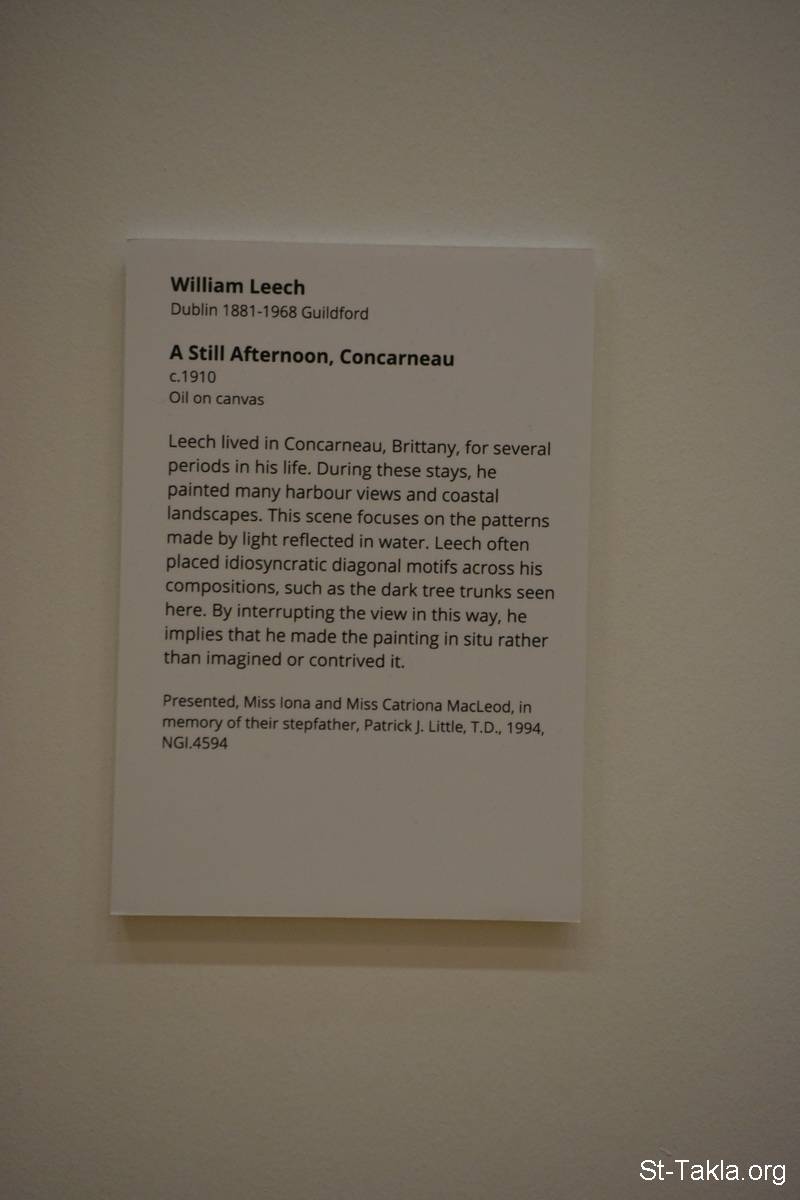 William Leech
Dublin 1881-1968 Guildford
A Still Afternoon, Concarneau
c.1910
Oil on canvas
Leech lived in Concarneau, Brittany, for several
periods in his life. During these stays, he
painted many harbour views and coastal
landscapes. This scene focuses on the patterns
made by light reflected in water. Leech often
placed idiosyncratic diagonal motifs across his
compositions, such as the dark tree trunks seen
here. By interrupting the view in this way, he
implies that he made the painting in situ rather
than imagined or contrived it.
Presented, Miss Iona and Miss Catriona MacLeod, in
memory of their stepfather, Patrick J. Little, T.D., 1994,
NGI.4594
St-Takla.org